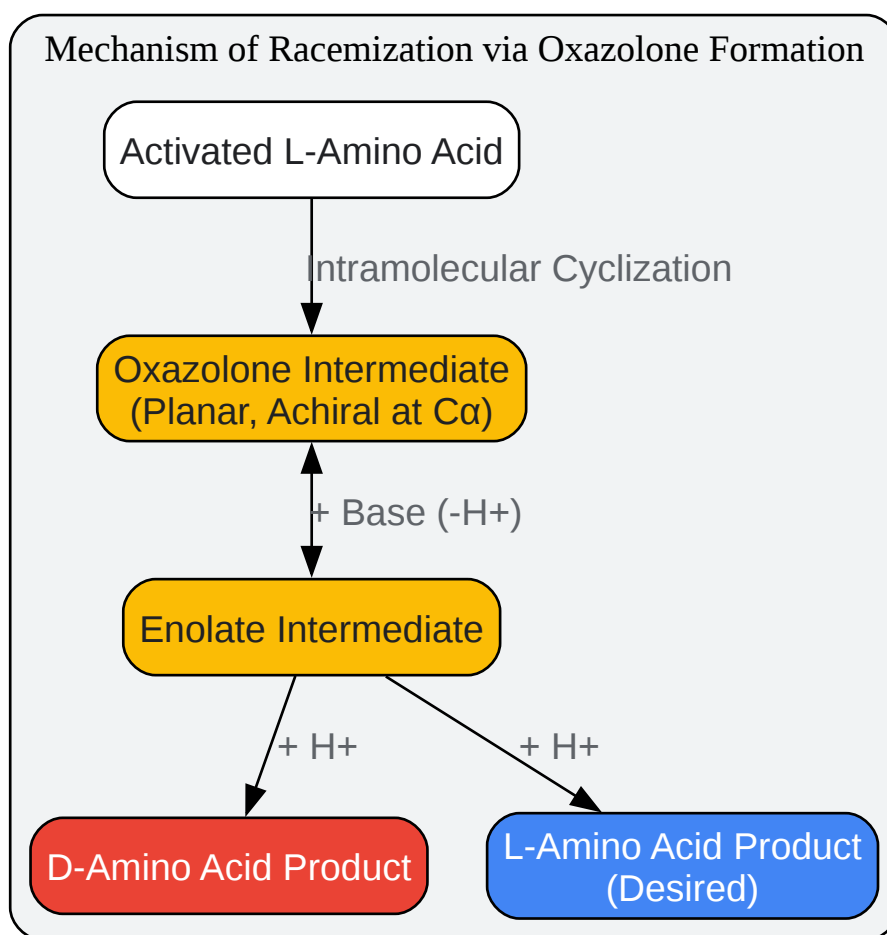 Mechanism of Racemization via Oxazolone Formation
Activated L-Amino Acid
Intramolecular Cyclization
Oxazolone Intermediate
(Planar, Achiral at Cα)
+ Base (-H+)
Enolate Intermediate
+ H+
+ H+
D-Amino Acid Product
L-Amino Acid Product
(Desired)